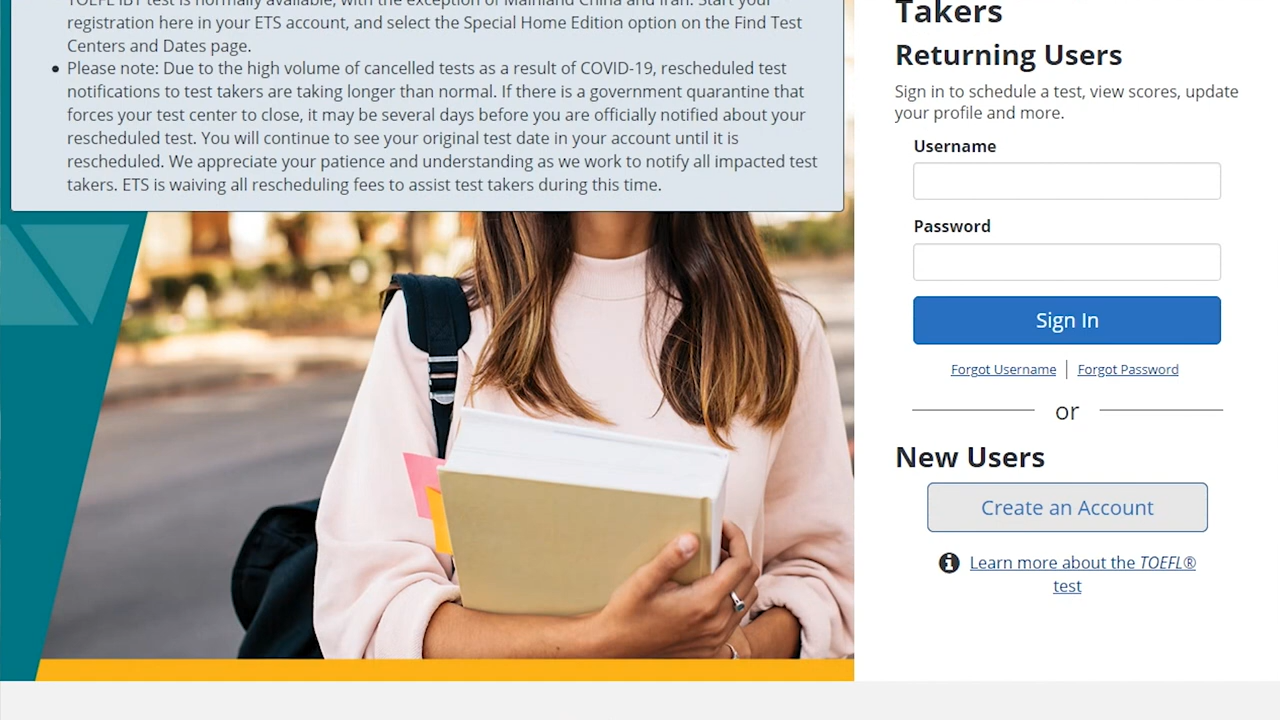 TOEFL iBT test is normally available, with the exception of Mainland China and Iran. Start your
registration here in your ETS account, and select the Special Home Edition option on the Find Test
Centers and Dates page.
Please note: Due to the high volume of cancelled tests as a result of COVID-19, rescheduled test
notifications to test takers are taking longer than normal. If there is a government quarantine that
forces your test center to close, it may be several days before you are officially notified about your
rescheduled test. You will continue to see your original test date in your account until it is
rescheduled. We appreciate your patience and understanding as we work to notify all impacted test
takers. ETS is waiving all rescheduling fees to assist test takers during this time.
Takers
Returning Users
Sign in to schedule a test, view scores, update
your profile and more.
Username
Password
Sign In
Forgot Username | Forgot Password
or
New Users
Create an Account
Learn more about the TOEFL®
test